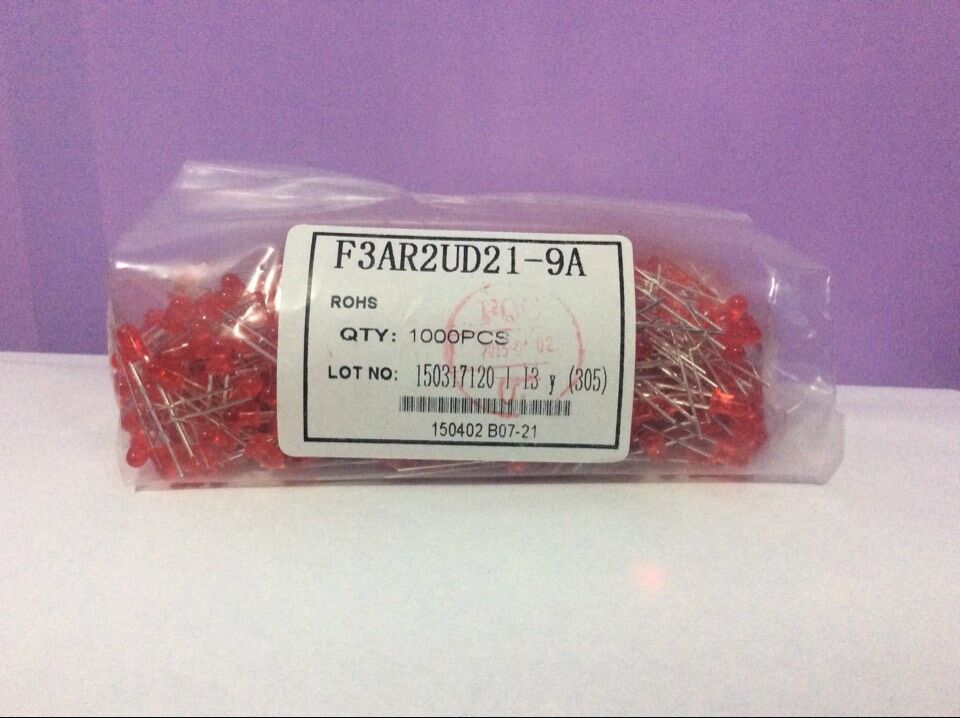 F3AR2UD21-9A
ROHS
QTY: 1000PCS
LOT NO: 150317120 I 13 y (305)
150402 B07-21